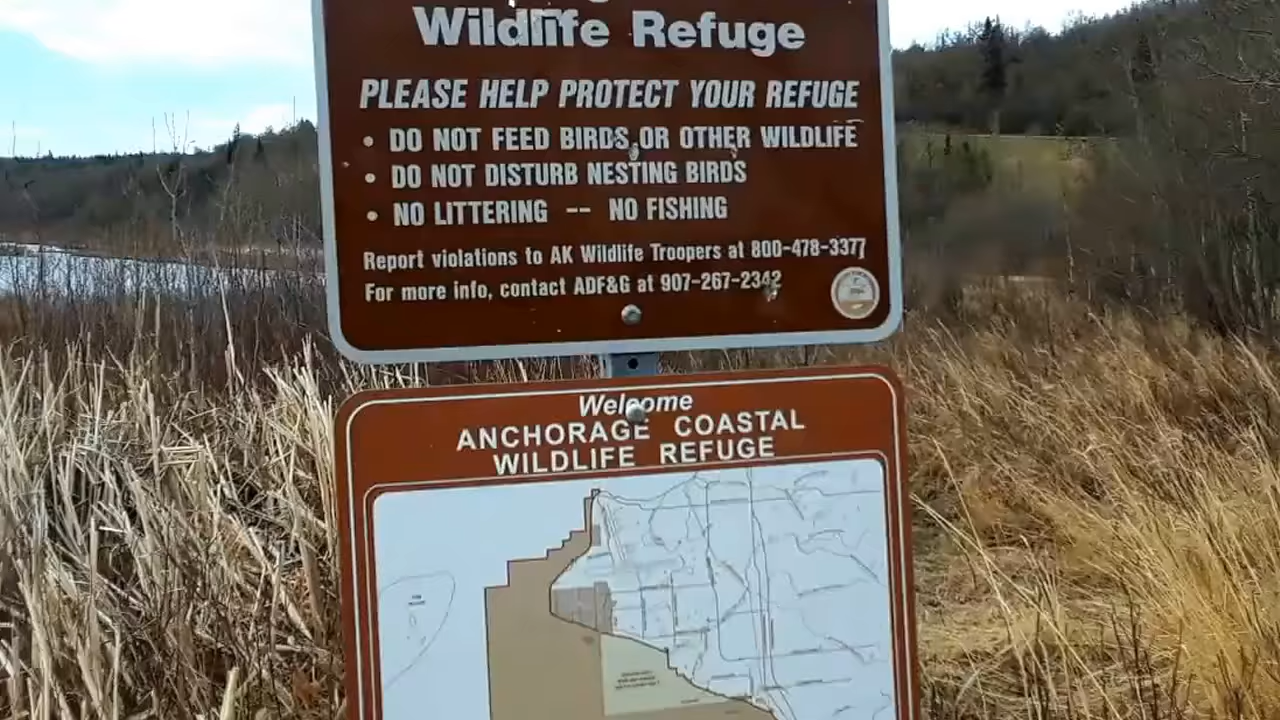 Wildlife Refuge
PLEASE HELP PROTECT YOUR REFUGE
• DO NOT FEED BIRDS OR OTHER WILDLIFE
• DO NOT DISTURB NESTING BIRDS
• NO LITTERING -- NO FISHING
Report violations to AK Wildlife Troopers at 800-478-3377
For more info, contact ADF&G at 907-267-2342
Welcome
ANCHORAGE COASTAL
WILDLIFE REFUGE